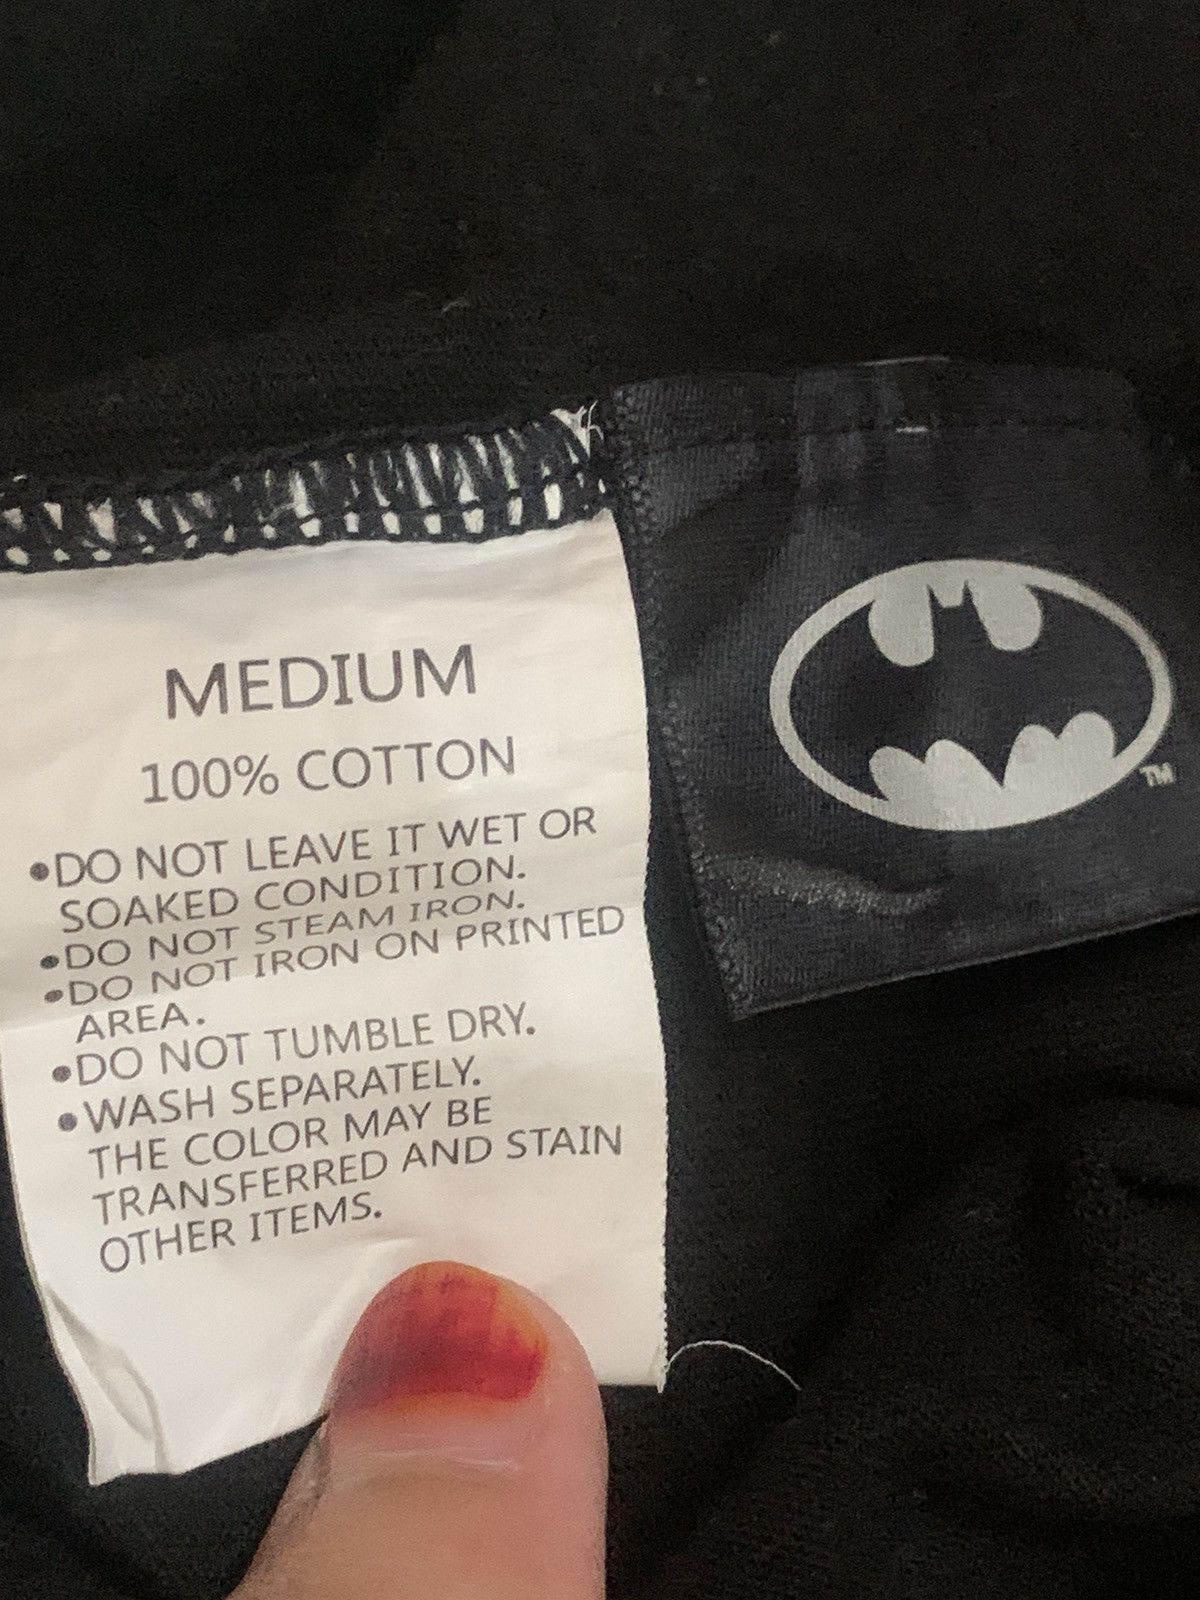 MEDIUM
100% COTTON
•DO NOT LEAVE IT WET OR
SOAKED CONDITION.
•DO NOT STEAM IRON.
•DO NOT IRON ON PRINTED
AREA.
•DO NOT TUMBLE DRY.
•WASH SEPARATELY.
THE COLOR MAY BE
TRANSFERRED AND STAIN
OTHER ITEMS.
TM